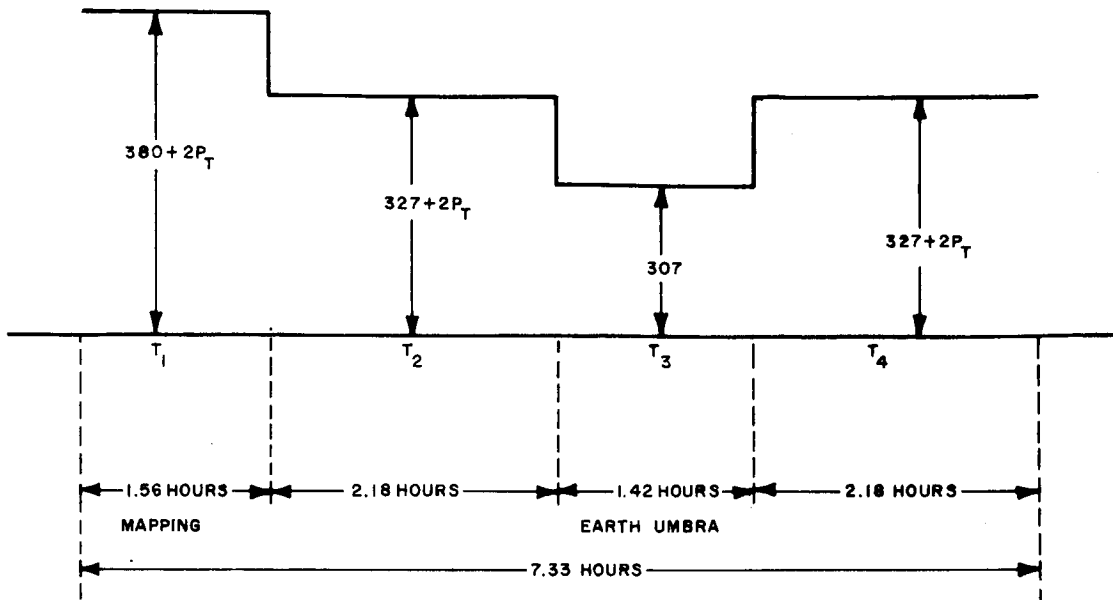 380+2P_T
327+2P_T
307
327+2P_T
T_1 T_2 T_3 T_4
1.56 HOURS 2.18 HOURS 1.42 HOURS 2.18 HOURS
MAPPING EARTH UMBRA
7.33 HOURS